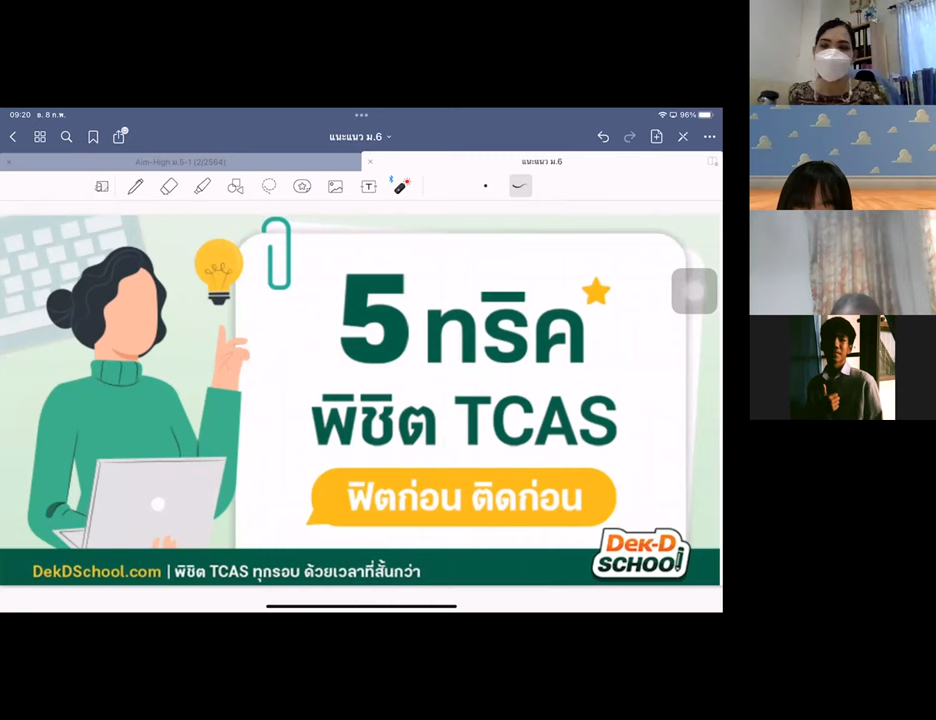 09:20 อ. 8 ก.พ.
96%
แนะแนว ม.6
Aim-High ม.5-1 (2/2564)
แนะแนว ม.6
T
5 ทริค
พิชิต TCAS
ฟิตก่อน ติดก่อน
DEK-D
SCHOOL
DekDSchool.com | พิชิต TCAS ทุกรอบ ด้วยเวลาที่สั้นกว่า